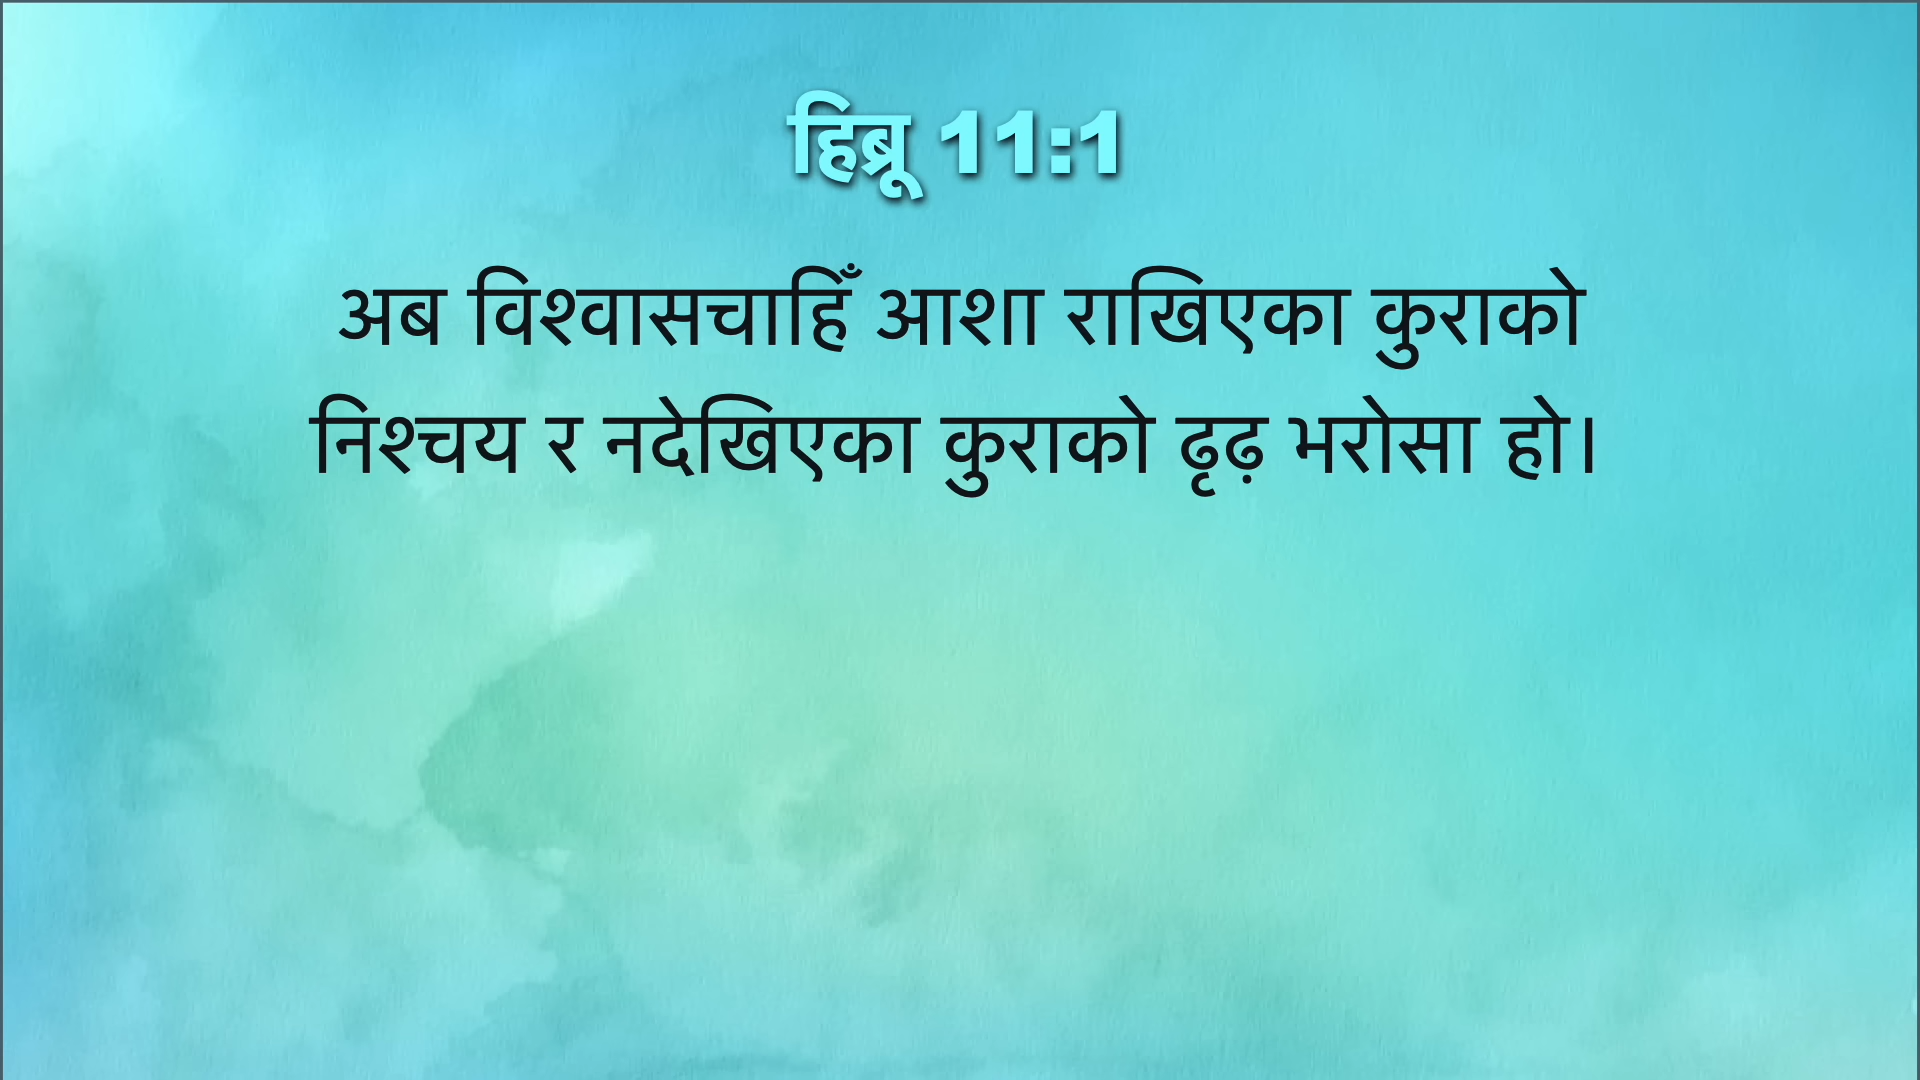 हिब्रू 11:1
अब विश्वासचाहिँ आशा राखिएका कुराको
निश्चय र नदेखिएका कुराको ढृढ़ भरोसा हो।